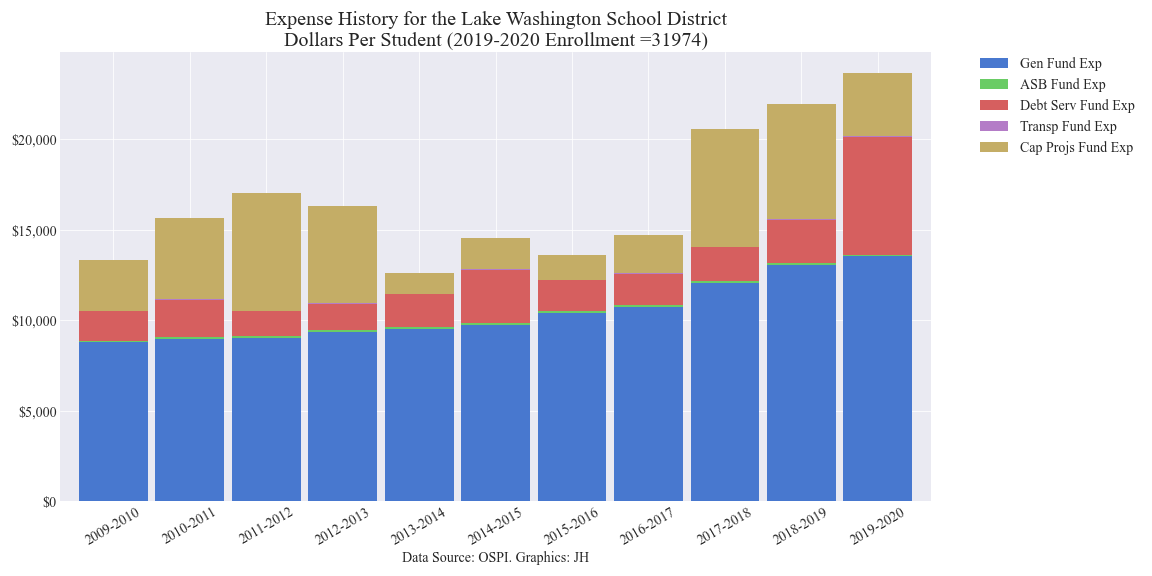 Expense History for the Lake Washington School District
Dollars Per Student (2019-2020 Enrollment =31974)
Gen Fund Exp
ASB Fund Exp
Debt Serv Fund Exp
Transp Fund Exp
Cap Projs Fund Exp
$20,000
$15,000
$10,000
$5,000
$0
2009-2010
2010-2011
2011-2012
2012-2013
2013-2014
2014-2015
2015-2016
2016-2017
2017-2018
2018-2019
2019-2020
Data Source: OSPI. Graphics: JH